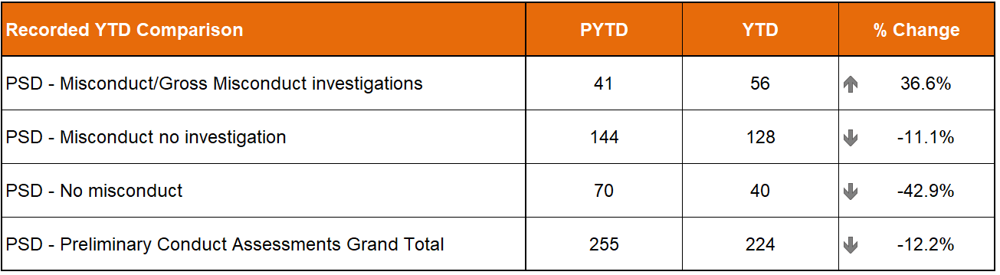 Recorded YTD Comparison PYTD YTD % Change
PSD - Misconduct/Gross Misconduct investigations 41 56 36.6%
PSD - Misconduct no investigation 144 128 -11.1%
PSD - No misconduct 70 40 -42.9%
PSD - Preliminary Conduct Assessments Grand Total 255 224 -12.2%